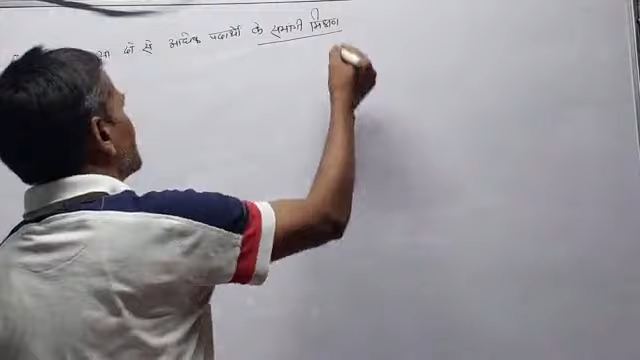 दो से अधिक पदार्थो के समांगी मिश्रण